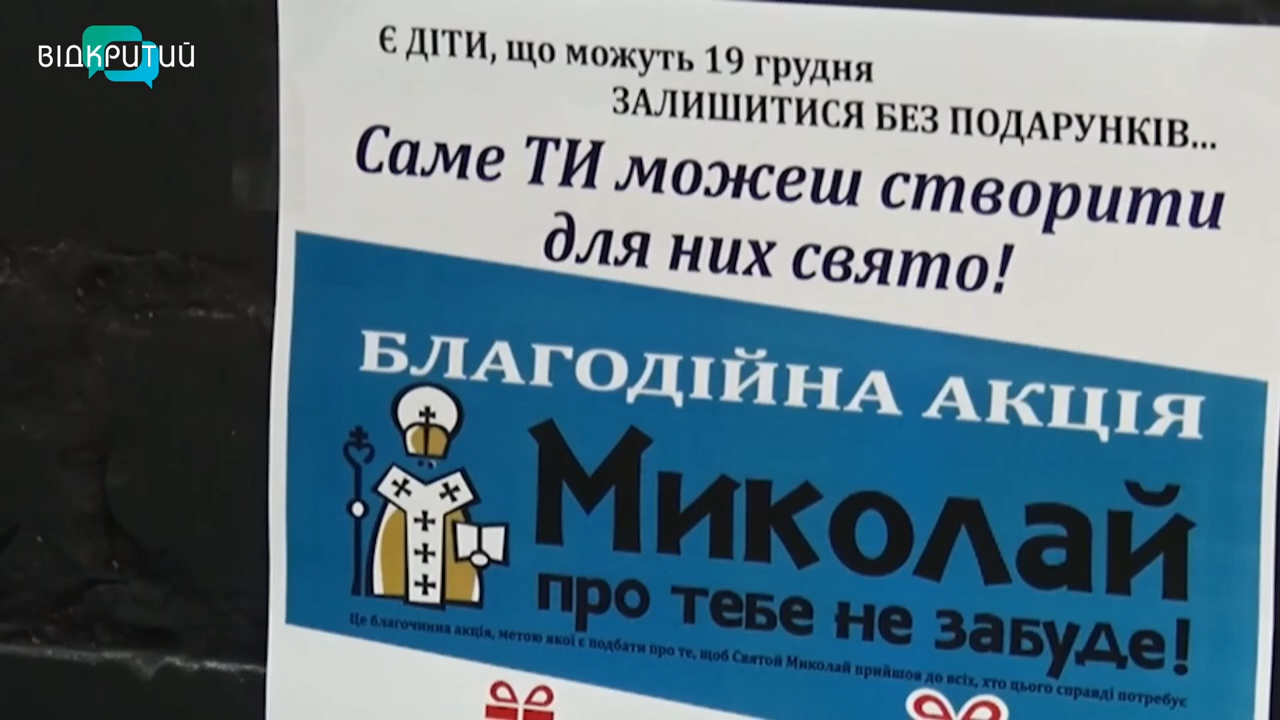 ВІДКРИТИЙ
Є ДІТИ, що можуть 19 грудня
ЗАЛИШИТИСЯ БЕЗ ПОДАРУНКІВ...
Саме ТИ можеш створити
для них свято!
БЛАГОДІЙНА АКЦІЯ
Миколай
про тебе не забуде!
Це благочинна акція, метою якої є подбати про те, щоб Святой Миколай прийшов до всіх, хто цього справді потребує